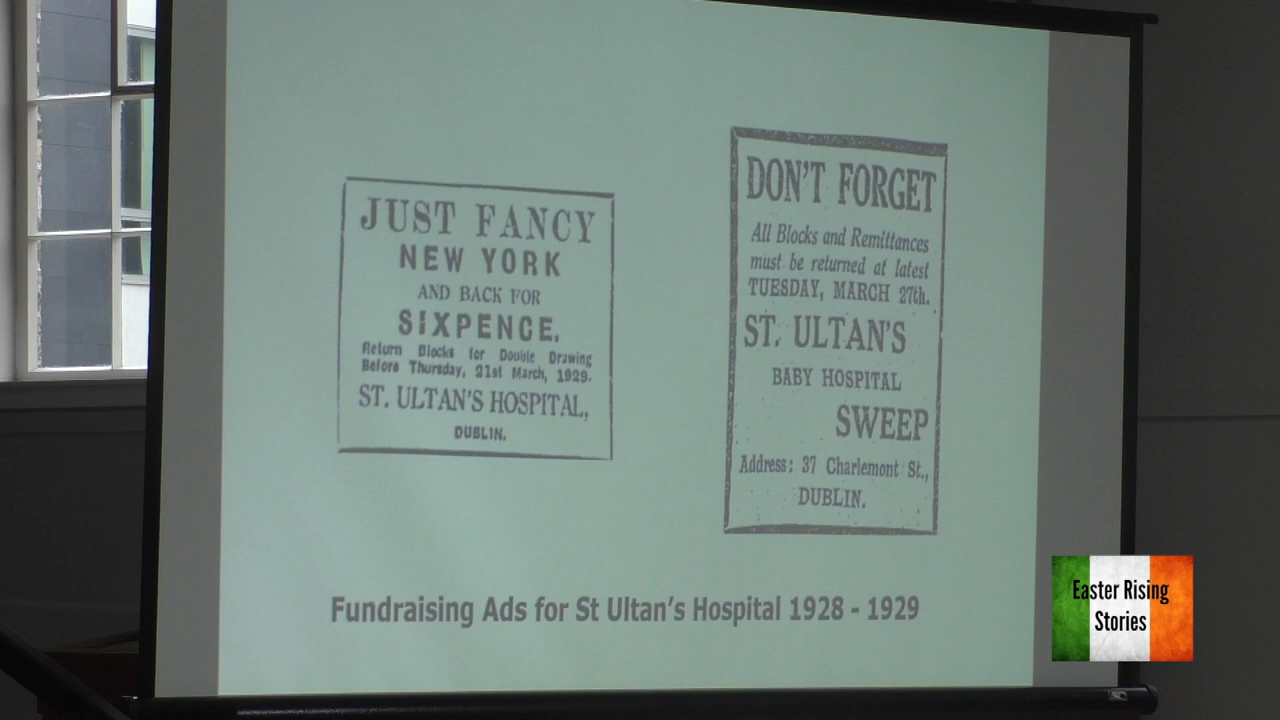 JUST FANCY
NEW YORK
AND BACK FOR
SIXPENCE.
Return Blocks for Double Drawing
Before Thursday, 21st March, 1929.
ST. ULTAN'S HOSPITAL,
DUBLIN.
DON'T FORGET
All Blocks and Remittances
must be returned at latest
TUESDAY, MARCH 27th.
ST. ULTAN'S
BABY HOSPITAL
SWEEP
Address: 37 Charlemont St.,
DUBLIN.
Fundraising Ads for St Ultan's Hospital 1928 - 1929
Easter Rising
Stories